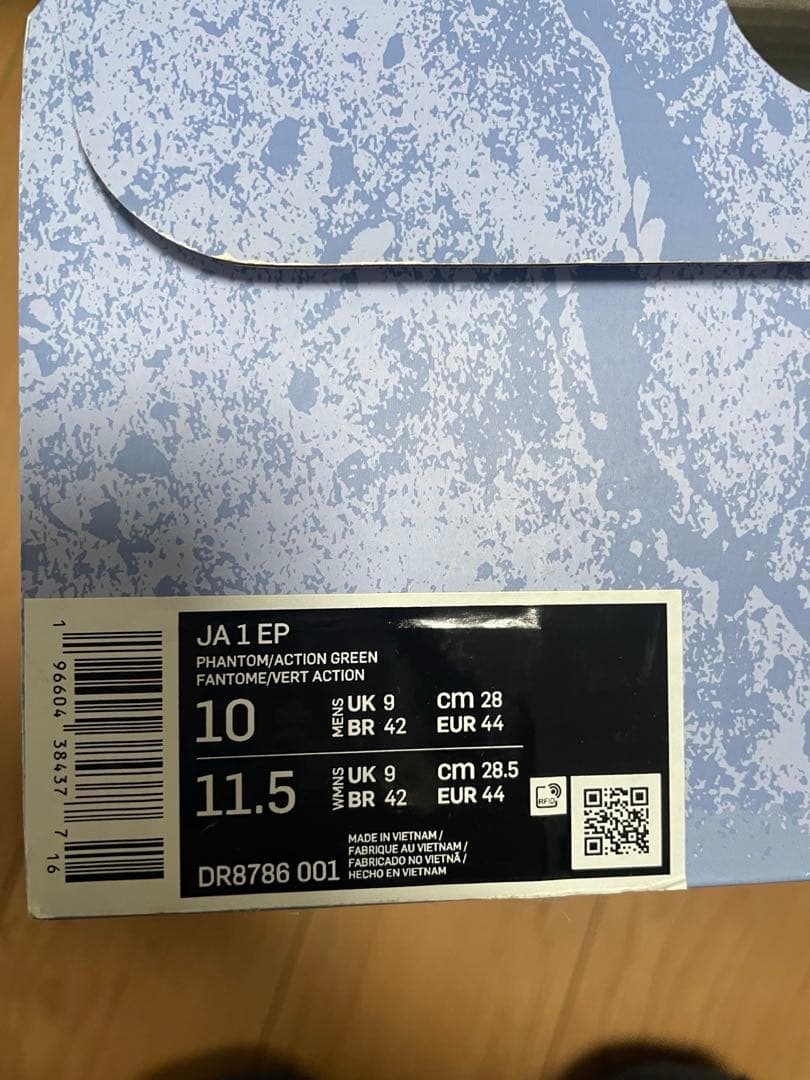 JA 1 EP
PHANTOM/ACTION GREEN
FANTOME/VERT ACTION
10 MENS UK 9 cm 28
BR 42 EUR 44
11.5 WMNS UK 9 cm 28.5
BR 42 EUR 44
RFID
MADE IN VIETNAM /
FABRIQUE AU VIETNAM /
FABRICADO NO VIETNÃ /
HECHO EN VIETNAM
DR8786 001
1 96604 38437 7 16